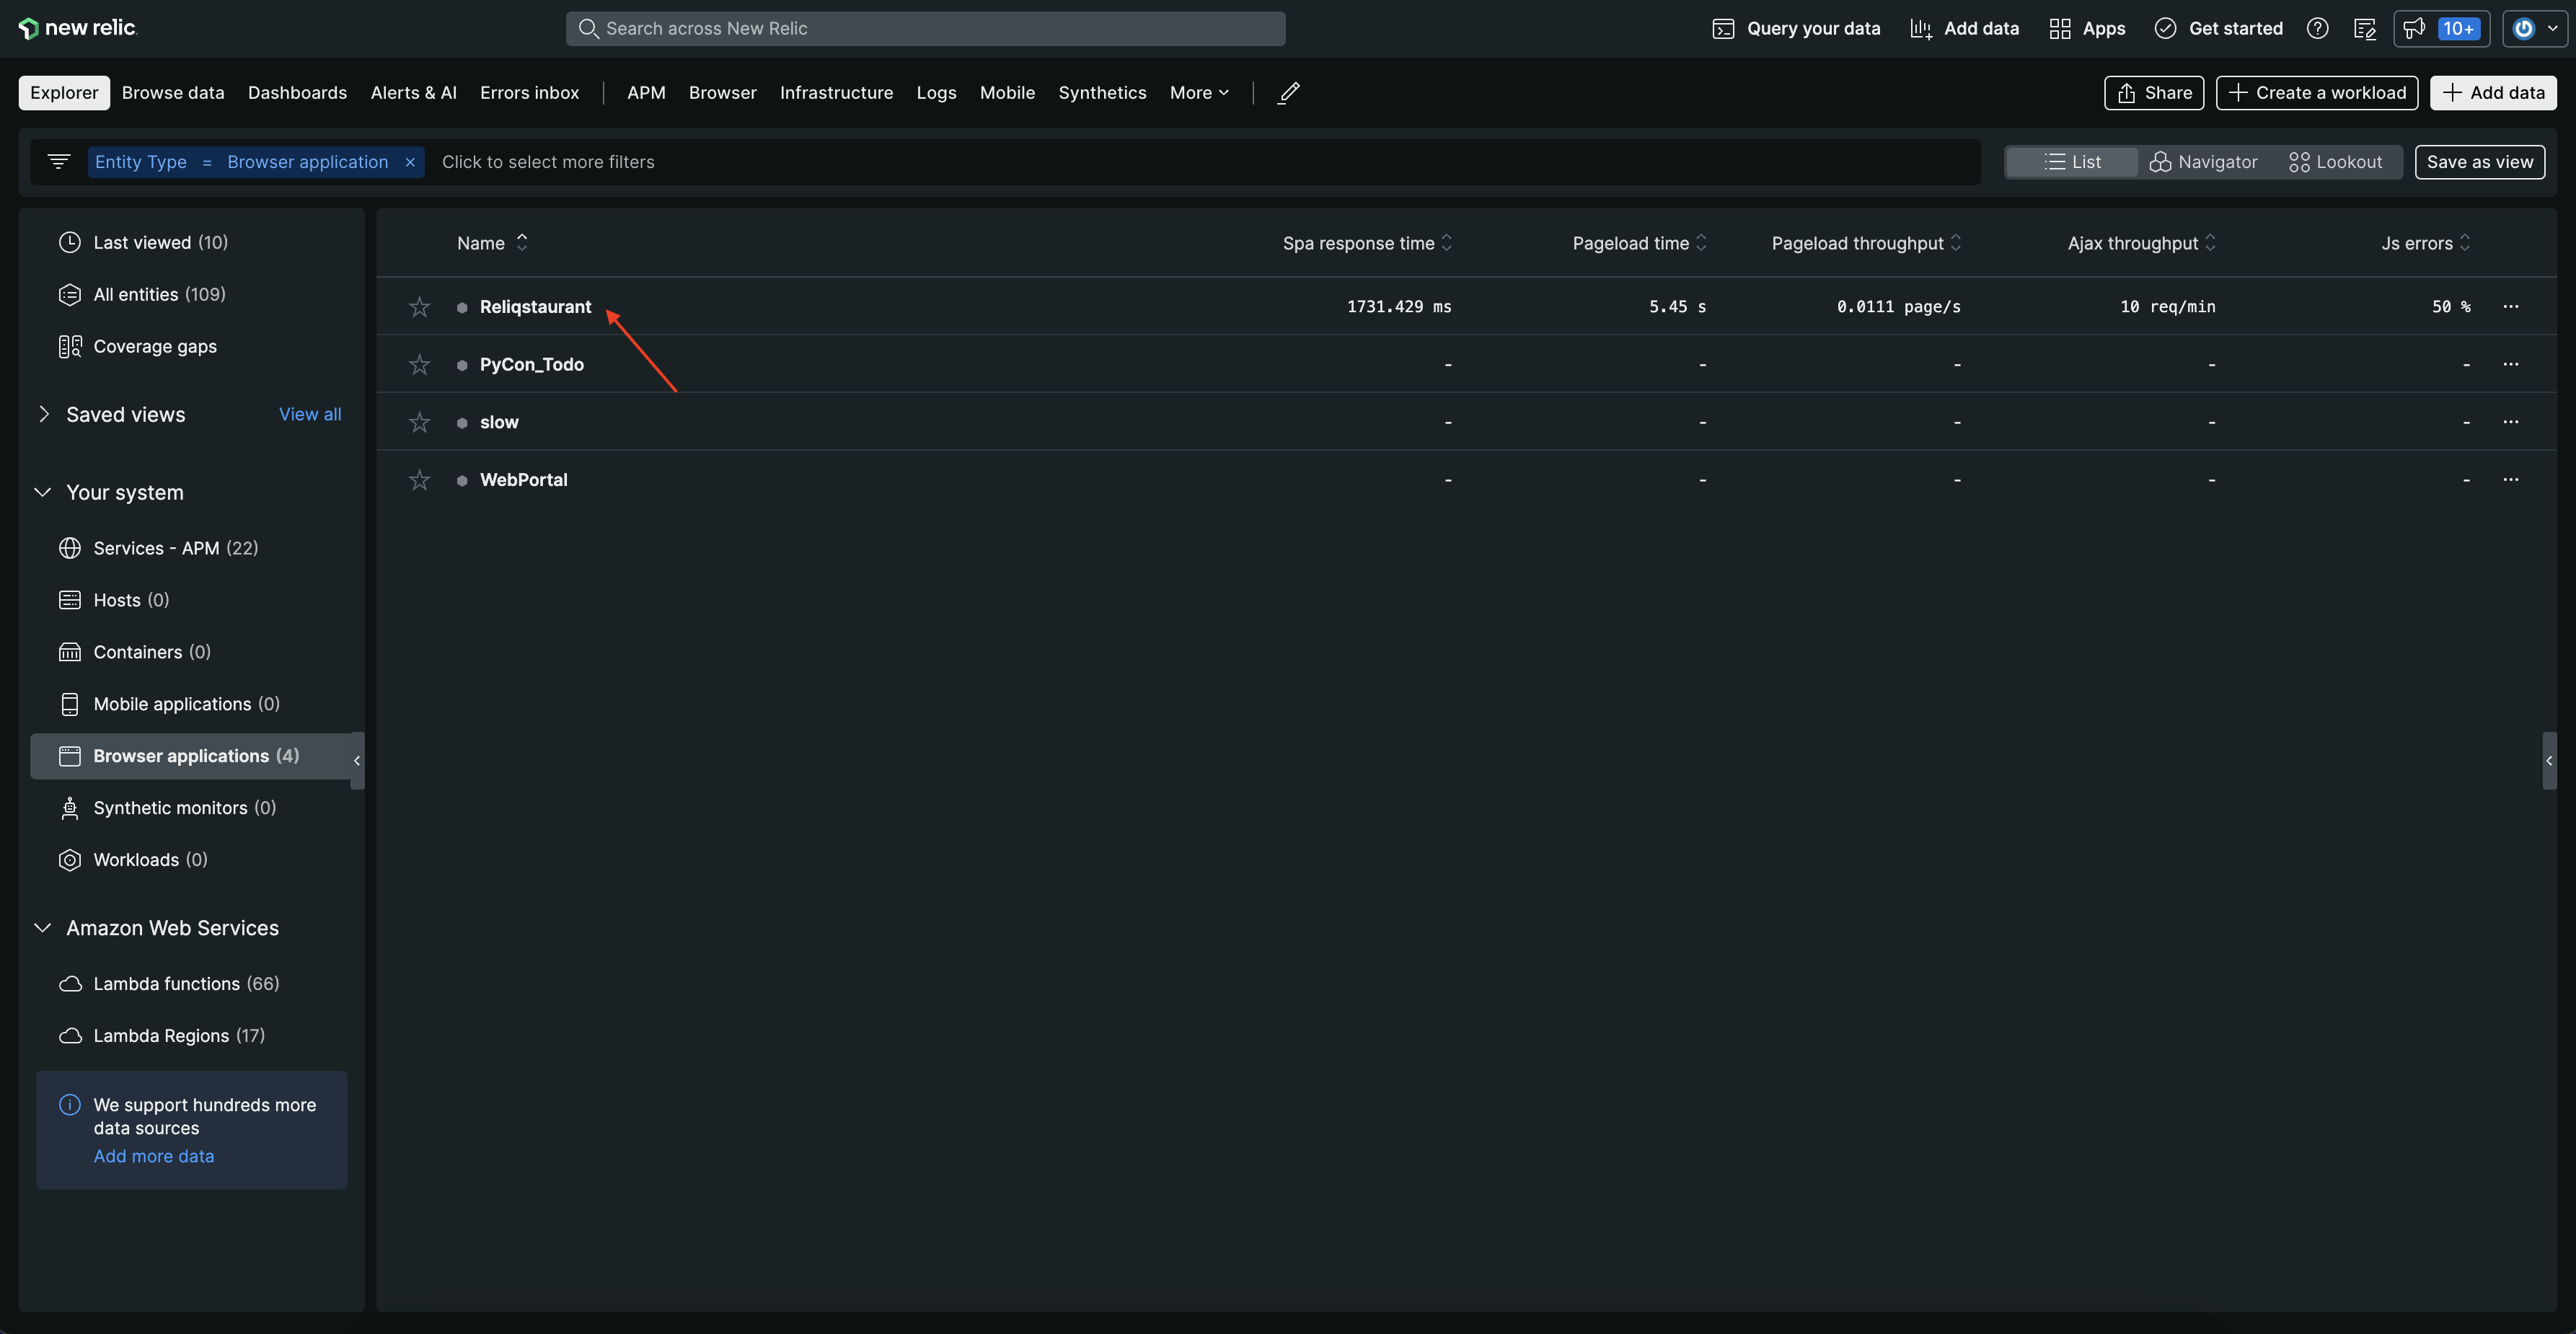 new relic.
Search across New Relic
Query your data
Add data
Apps
Get started
10+
Explorer
Browse data
Dashboards
Alerts & AI
Errors inbox
APM
Browser
Infrastructure
Logs
Mobile
Synthetics
More
Share
Create a workload
Add data
Entity Type = Browser application ×
Click to select more filters
List
Navigator
Lookout
Save as view
Last viewed (10)
All entities (109)
Coverage gaps
Saved views View all
Your system
Services - APM (22)
Hosts (0)
Containers (0)
Mobile applications (0)
Browser applications (4)
Synthetic monitors (0)
Workloads (0)
Amazon Web Services
Lambda functions (66)
Lambda Regions (17)
We support hundreds more
data sources
Add more data
Name Spa response time Pageload time Pageload throughput Ajax throughput Js errors
Reliqstaurant 1731.429 ms 5.45 s 0.0111 page/s 10 req/min 50 % ...
PyCon_Todo - - - - - ...
slow - - - - - ...
WebPortal - - - - - ...